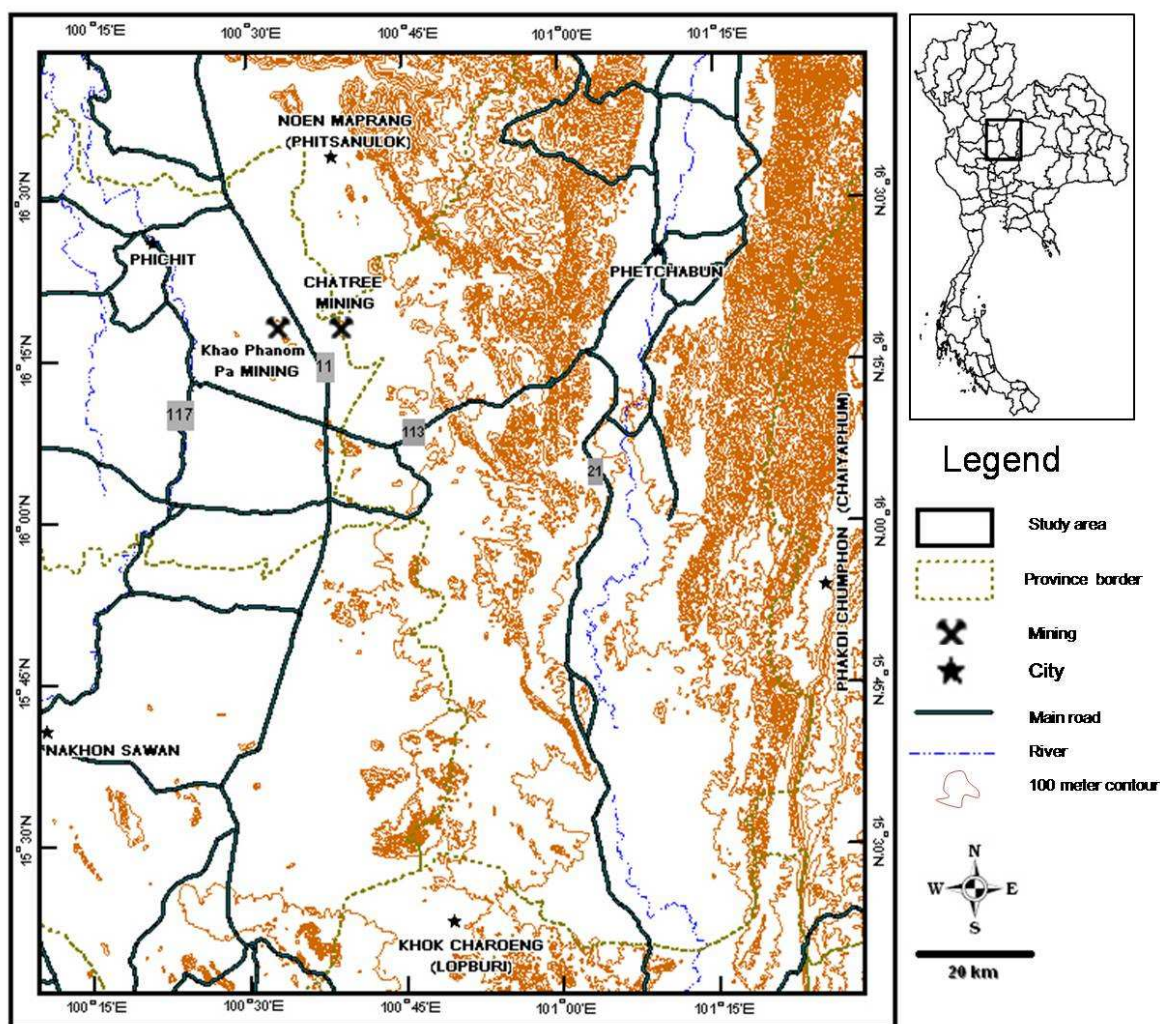 100°15'E
100°30'E
100°45'E
101°00'E
101°15'E
NOEN MAPRANG
(PHITSANULOK)
16°30'N
16°30'N
PHICHIT
PHETCHABUN
CHATREE
MINING
Khao Phanom
Pa MINING
16°15'N
11
16°15'N
117
113
21
PHAKDI CHUMPHON (CHAI YAPHUM)
16°00'N
16°00'N
15°45'N
15°45'N
NAKHON SAWAN
15°30'N
15°30'N
KHOK CHAROENG
(LOPBURI)
100°15'E
100°30'E
100°45'E
101°00'E
101°15'E
Legend
Study area
Province border
Mining
City
Main road
River
100 meter contour
N
W
E
S
20 km